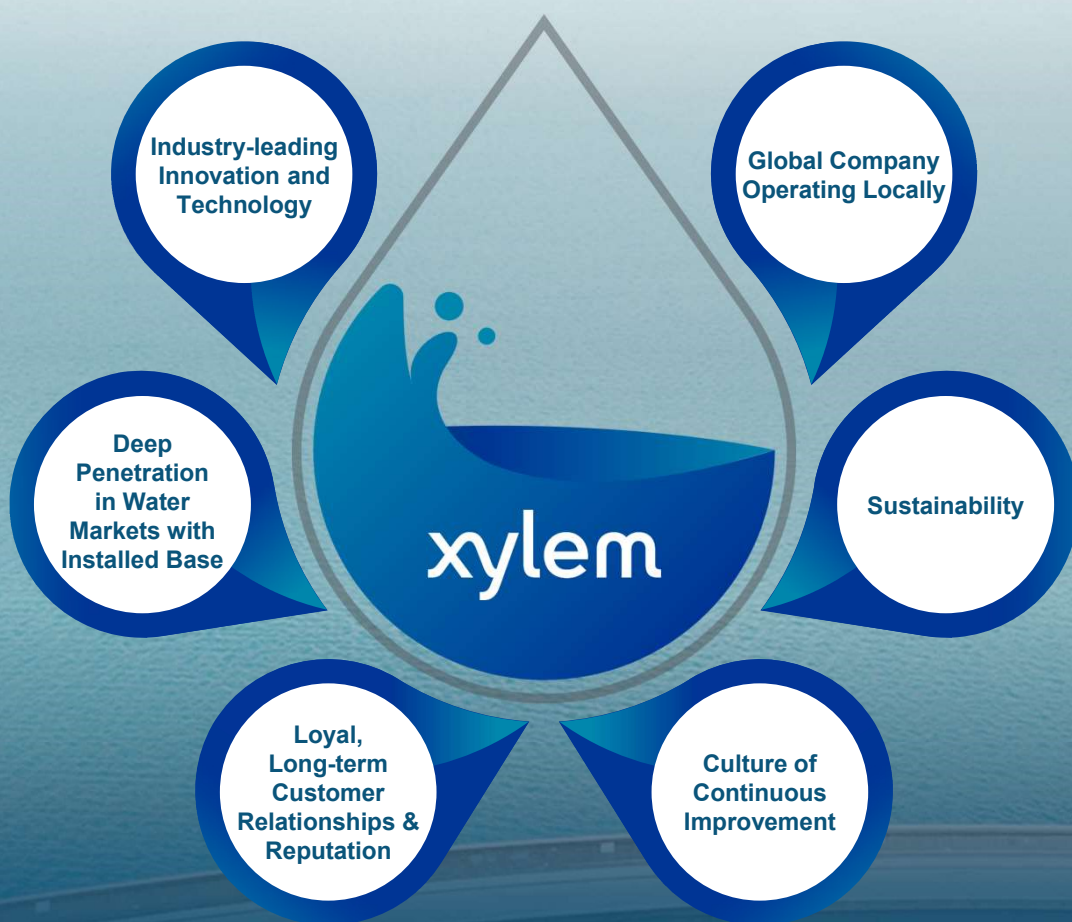 Industry-leading
Innovation and
Technology
Global Company
Operating Locally
Deep
Penetration
in Water
Markets with
Installed Base
Sustainability
xylem
Loyal,
Long-term
Customer
Relationships &
Reputation
Culture of
Continuous
Improvement